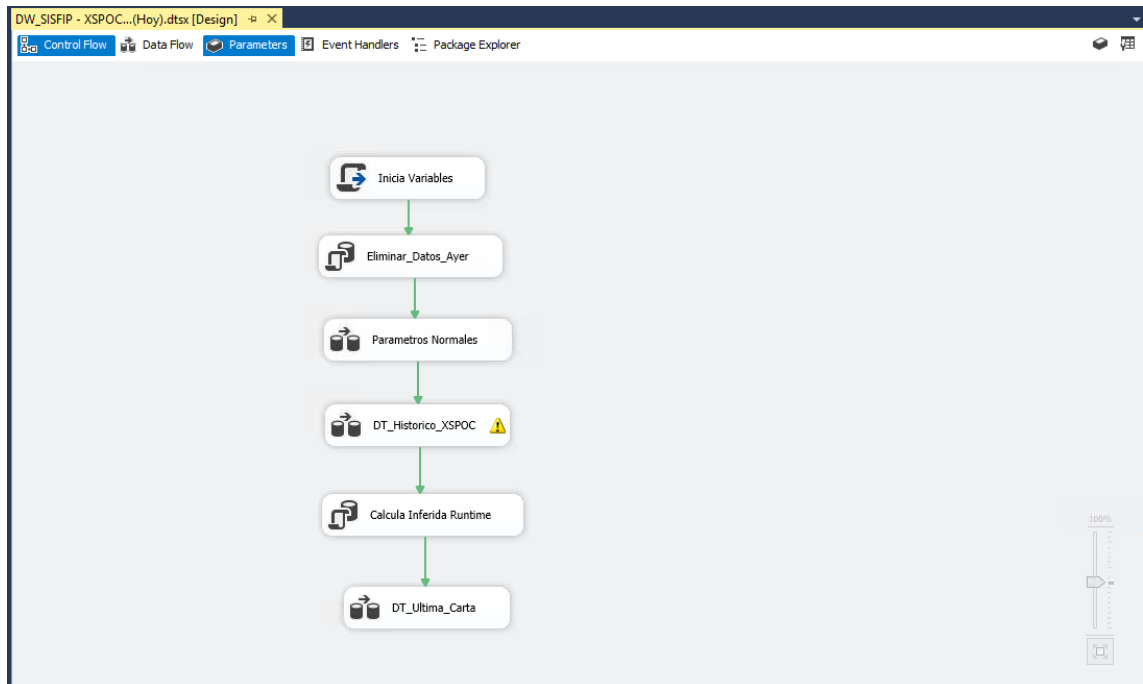 DW_SISFIP - XSPOC...(Hoy).dtsx [Design]
Control Flow Data Flow Parameters Event Handlers Package Explorer
Inicia Variables
Eliminar_Datos_Ayer
Parametros Normales
DT_Historico_XSPOC
Calcula Inferida Runtime
100%
DT_Ultima_Carta